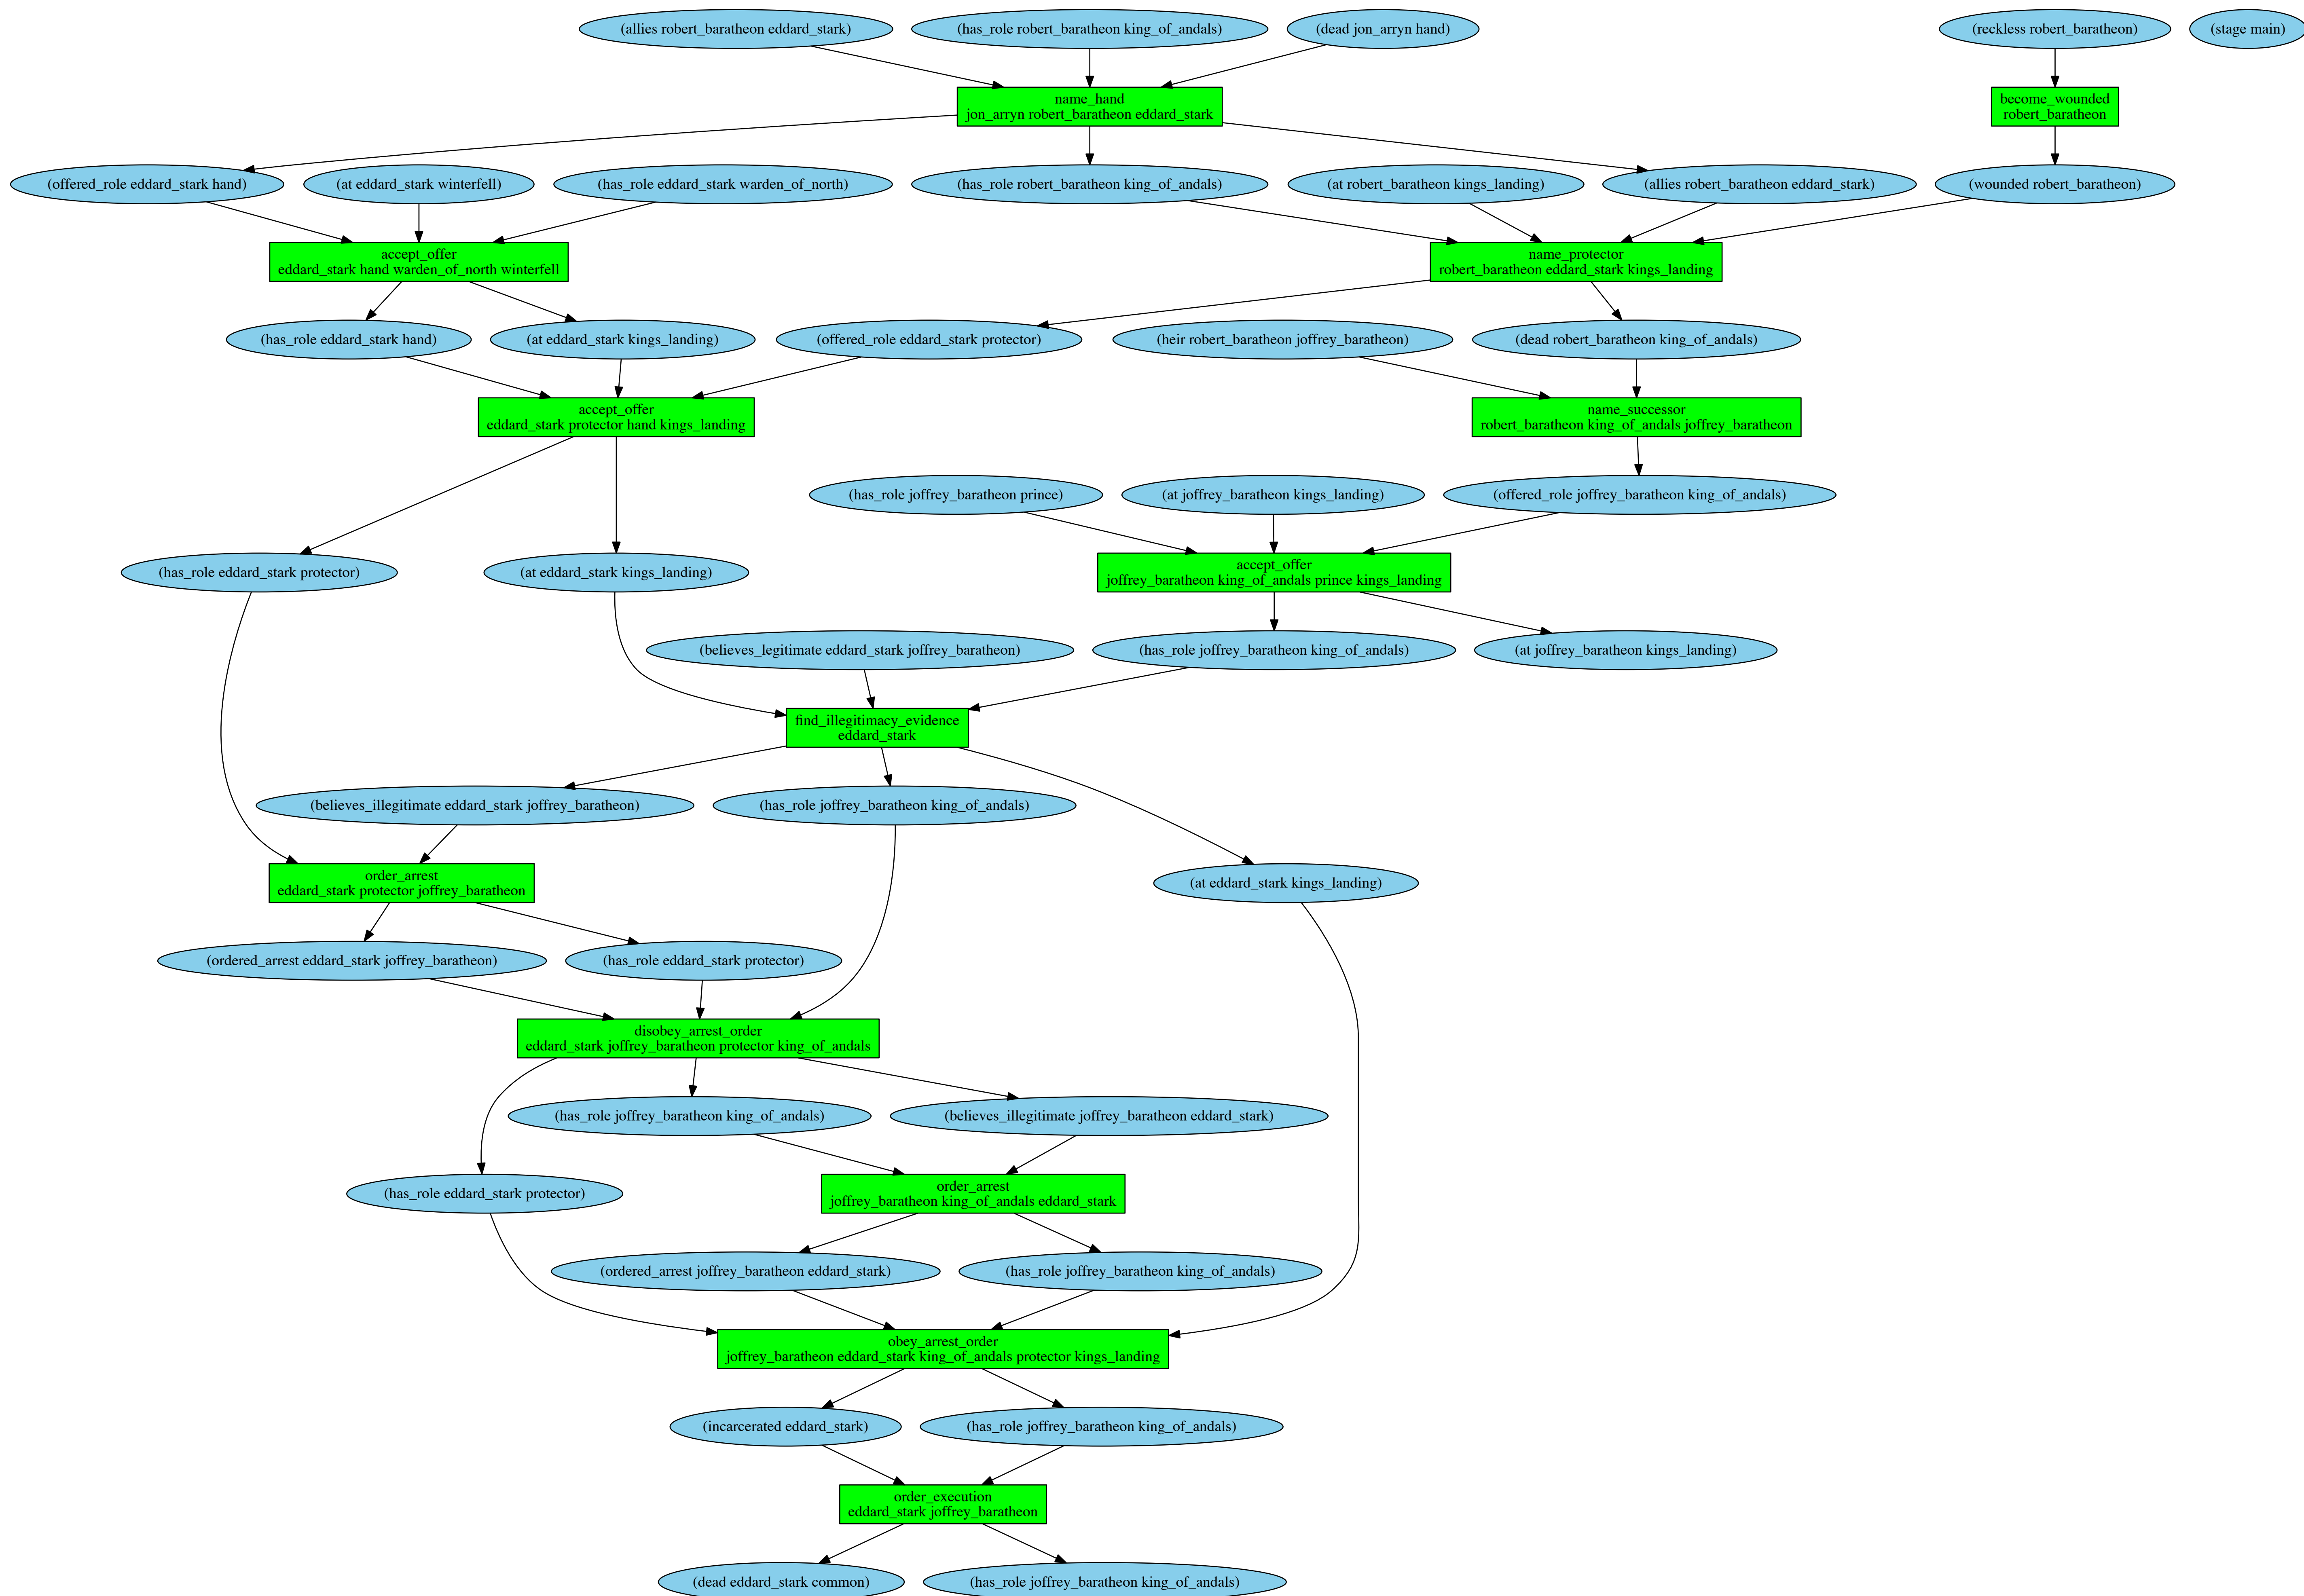 (allies robert_baratheon eddard_stark)
(has_role robert_baratheon king_of_andals)
(dead jon_arryn hand)
(reckless robert_baratheon)
(stage main)
name_hand
jon_arryn robert_baratheon eddard_stark
become_wounded
robert_baratheon
(offered_role eddard_stark hand)
(at eddard_stark winterfell)
(has_role eddard_stark warden_of_north)
(has_role robert_baratheon king_of_andals)
(at robert_baratheon kings_landing)
(allies robert_baratheon eddard_stark)
(wounded robert_baratheon)
accept_offer
eddard_stark hand warden_of_north winterfell
name_protector
robert_baratheon eddard_stark kings_landing
(has_role eddard_stark hand)
(at eddard_stark kings_landing)
(offered_role eddard_stark protector)
(heir robert_baratheon joffrey_baratheon)
(dead robert_baratheon king_of_andals)
accept_offer
eddard_stark protector hand kings_landing
name_successor
robert_baratheon king_of_andals joffrey_baratheon
(has_role joffrey_baratheon prince)
(at joffrey_baratheon kings_landing)
(offered_role joffrey_baratheon king_of_andals)
(has_role eddard_stark protector)
(at eddard_stark kings_landing)
accept_offer
joffrey_baratheon king_of_andals prince kings_landing
(believes_legitimate eddard_stark joffrey_baratheon)
(has_role joffrey_baratheon king_of_andals)
(at joffrey_baratheon kings_landing)
find_illegitimacy_evidence
eddard_stark
(believes_illegitimate eddard_stark joffrey_baratheon)
(has_role joffrey_baratheon king_of_andals)
order_arrest
eddard_stark protector joffrey_baratheon
(at eddard_stark kings_landing)
(ordered_arrest eddard_stark joffrey_baratheon)
(has_role eddard_stark protector)
disobey_arrest_order
eddard_stark joffrey_baratheon protector king_of_andals
(has_role joffrey_baratheon king_of_andals)
(believes_illegitimate joffrey_baratheon eddard_stark)
(has_role eddard_stark protector)
order_arrest
joffrey_baratheon king_of_andals eddard_stark
(ordered_arrest joffrey_baratheon eddard_stark)
(has_role joffrey_baratheon king_of_andals)
obey_arrest_order
joffrey_baratheon eddard_stark king_of_andals protector kings_landing
(incarcerated eddard_stark)
(has_role joffrey_baratheon king_of_andals)
order_execution
eddard_stark joffrey_baratheon
(dead eddard_stark common)
(has_role joffrey_baratheon king_of_andals)